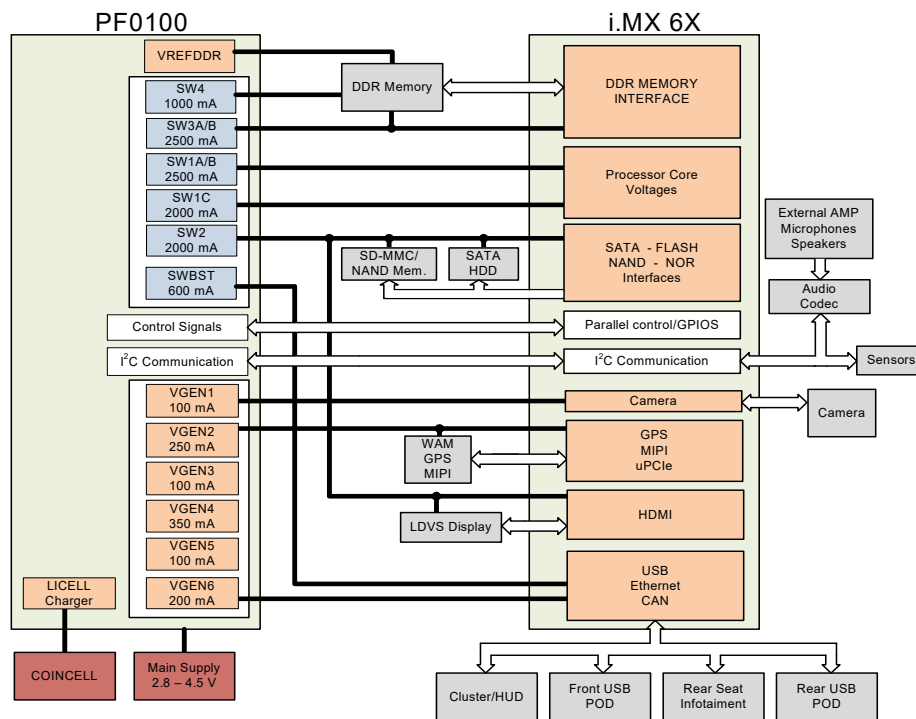 PF0100
i.MX 6X
VREFDDR
SW4
1000 mA
SW3A/B
2500 mA
SW1A/B
2500 mA
SW1C
2000 mA
SW2
2000 mA
SWBST
600 mA
Control Signals
I²C Communication
VGEN1
100 mA
VGEN2
250 mA
VGEN3
100 mA
VGEN4
350 mA
VGEN5
100 mA
VGEN6
200 mA
LICELL
Charger
COINCELL
Main Supply
2.8 – 4.5 V
DDR Memory
SD-MMC/
NAND Mem.
SATA
HDD
WAM
GPS
MIPI
LDVS Display
DDR MEMORY
INTERFACE
Processor Core
Voltages
SATA - FLASH
NAND - NOR
Interfaces
Parallel control/GPIOS
I²C Communication
Camera
GPS
MIPI
uPCIe
HDMI
USB
Ethernet
CAN
External AMP
Microphones
Speakers
Audio
Codec
Sensors
Camera
Cluster/HUD
Front USB
POD
Rear Seat
Infotaiment
Rear USB
POD